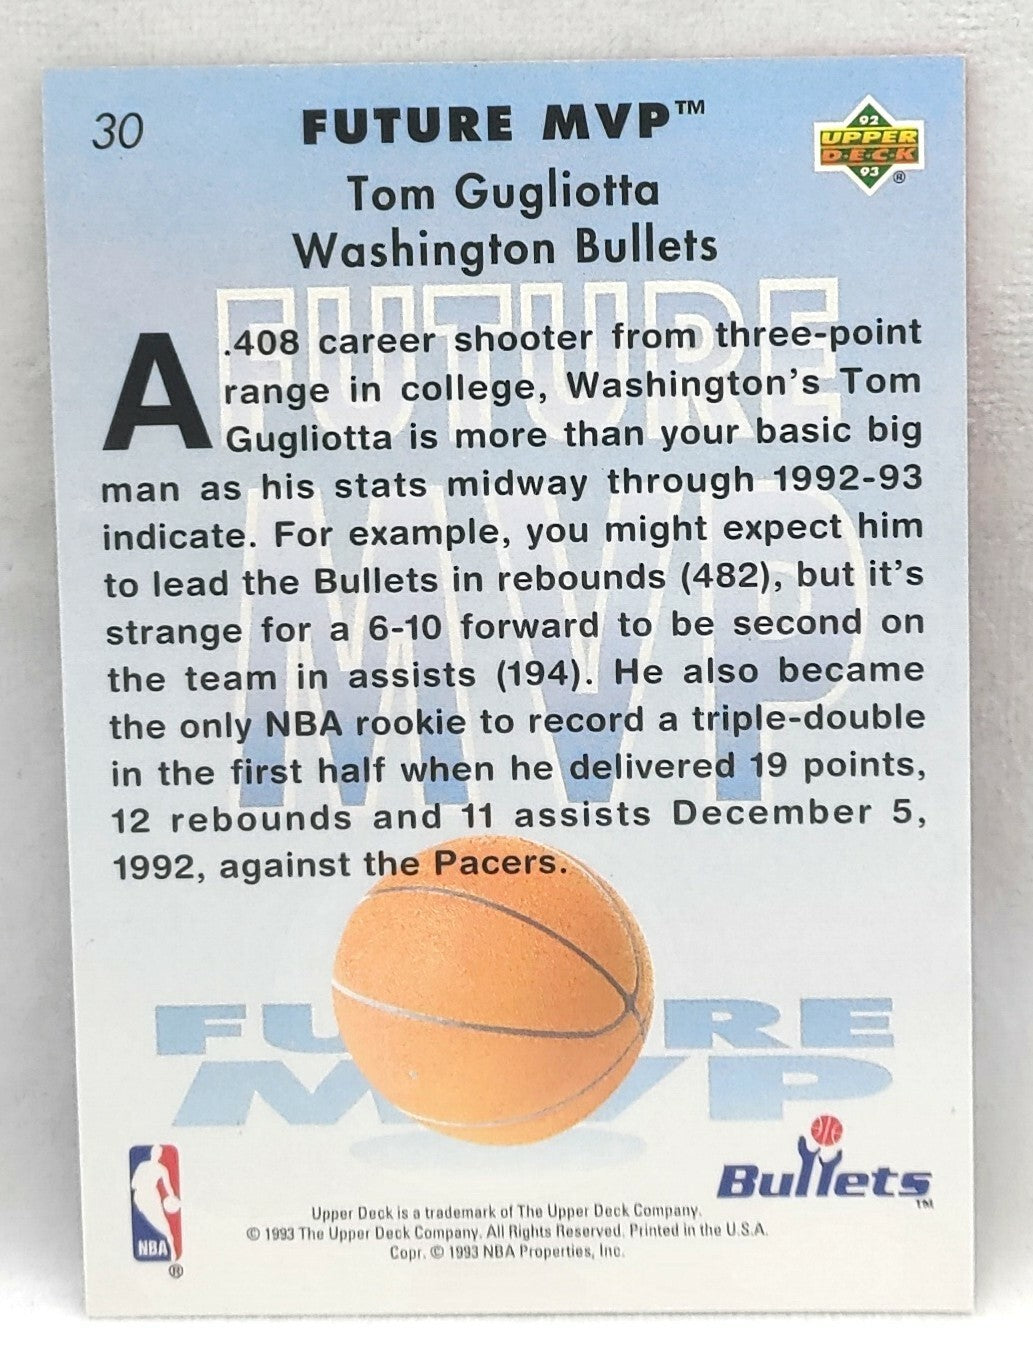 30
FUTURE MVP™
92
UPPER
D·E·C·K
93 ®
Tom Gugliotta
Washington Bullets
FUTURE
MVP
A .408 career shooter from three-point
range in college, Washington's Tom
Gugliotta is more than your basic big
man as his stats midway through 1992-93
indicate. For example, you might expect him
to lead the Bullets in rebounds (482), but it's
strange for a 6-10 forward to be second on
the team in assists (194). He also became
the only NBA rookie to record a triple-double
in the first half when he delivered 19 points,
12 rebounds and 11 assists December 5,
1992, against the Pacers.
FUTURE
MVP
Bullets™
NBA ®
Upper Deck is a trademark of The Upper Deck Company.
© 1993 The Upper Deck Company. All Rights Reserved. Printed in the U.S.A.
Copr. © 1993 NBA Properties, Inc.